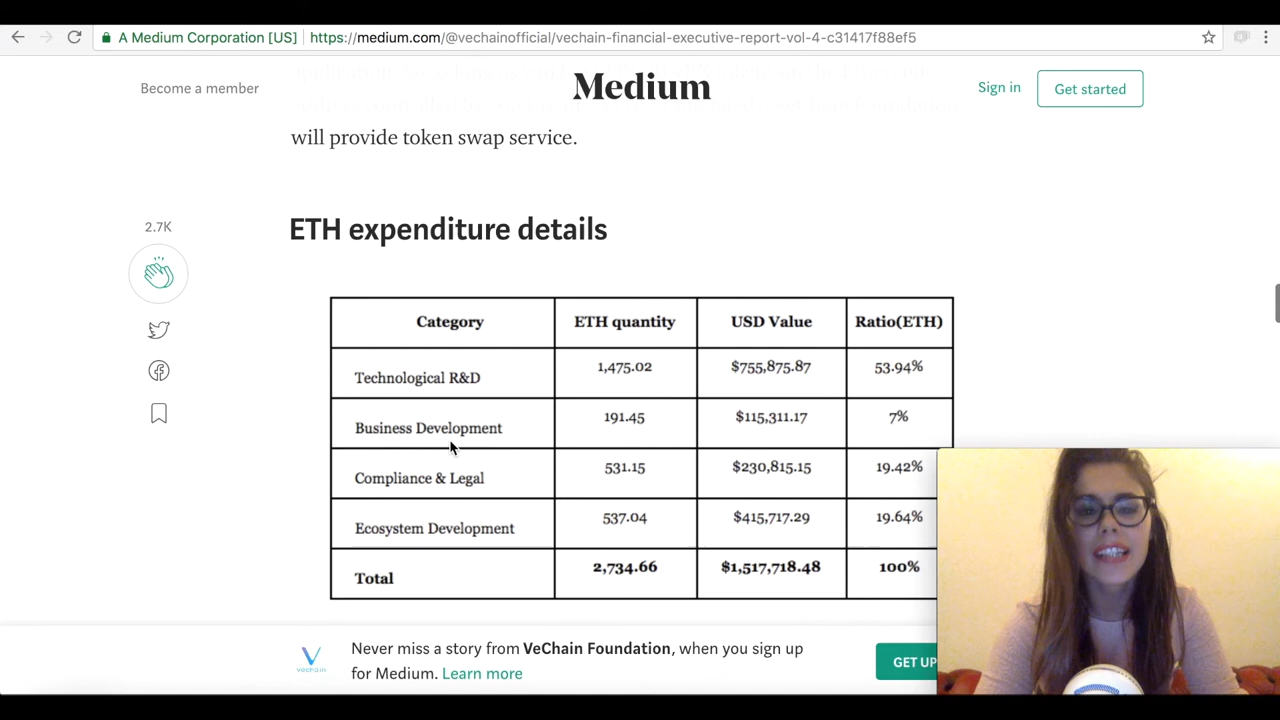 A Medium Corporation [US] https://medium.com/@vechainofficial/vechain-financial-executive-report-vol-4-c31417f88ef5
Become a member Medium Sign in Get started
will provide token swap service.
2.7K
ETH expenditure details
Category ETH quantity USD Value Ratio(ETH)
Technological R&D 1,475.02 $755,875.87 53.94%
Business Development 191.45 $115,311.17 7%
Compliance & Legal 531.15 $230,815.15 19.42%
Ecosystem Development 537.04 $415,717.29 19.64%
Total 2,734.66 $1,517,718.48 100%
vechain
Never miss a story from VeChain Foundation, when you sign up
for Medium. Learn more
GET UP